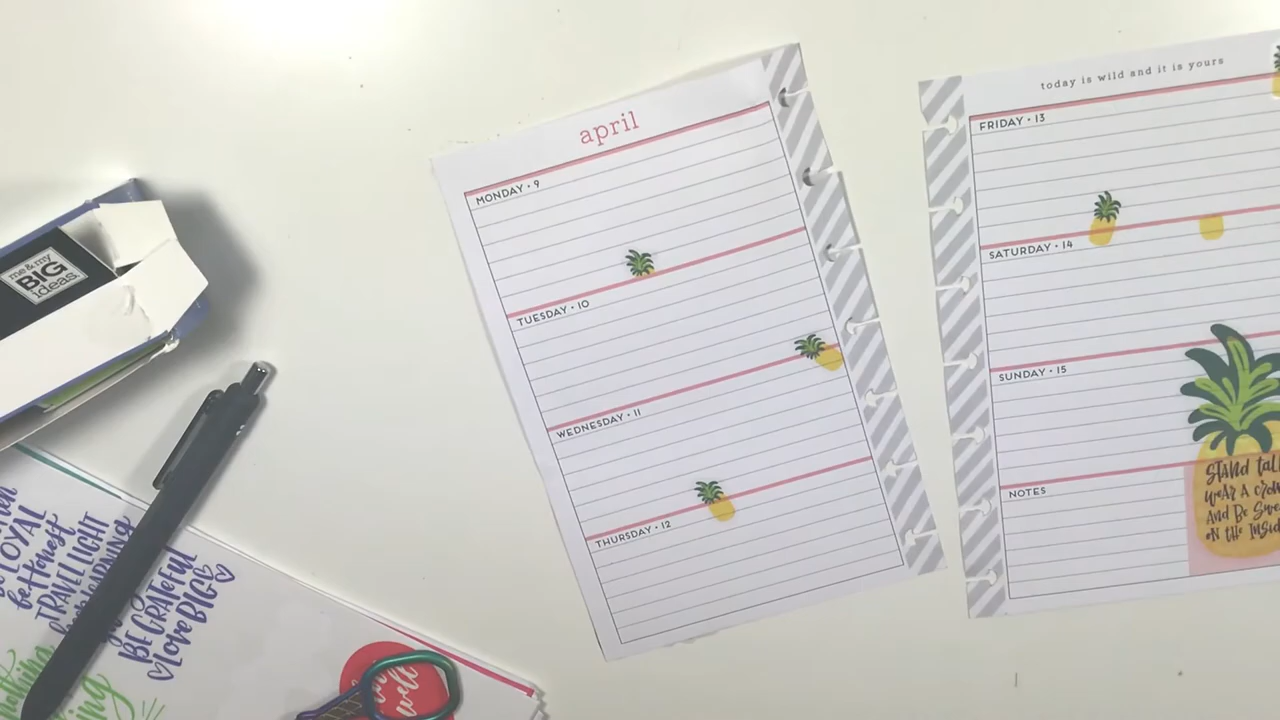 april
MONDAY • 9
TUESDAY • 10
WEDNESDAY • 11
THURSDAY • 12
today is wild and it is yours
FRIDAY • 13
SATURDAY • 14
SUNDAY • 15
NOTES
STAND tall
WEAR A CROWN
And Be Sweet
ON the Inside
me & my
BIG
ideas.
LOYAL
be Honest
TRAVEL LIGHT
BE GRAteful
Love BIG
well